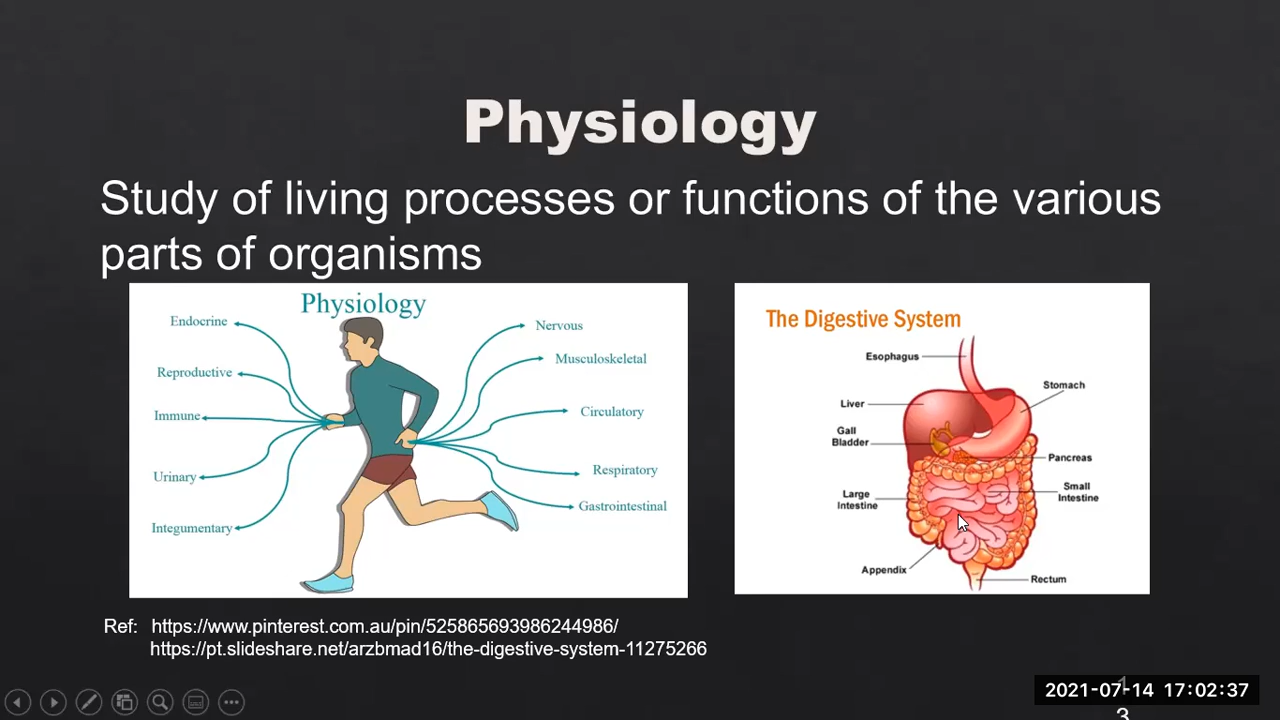 Physiology
Study of living processes or functions of the various
parts of organisms
Physiology
Endocrine
Reproductive
Immune
Urinary
Integumentary
Nervous
Musculoskeletal
Circulatory
Respiratory
Gastrointestinal
The Digestive System
Esophagus
Stomach
Liver
Gall
Bladder
Pancreas
Large
Intestine
Small
Intestine
Appendix
Rectum
Ref: https://www.pinterest.com.au/pin/525865693986244986/
https://pt.slideshare.net/arzbmad16/the-digestive-system-11275266
2021-07-14 17:02:37